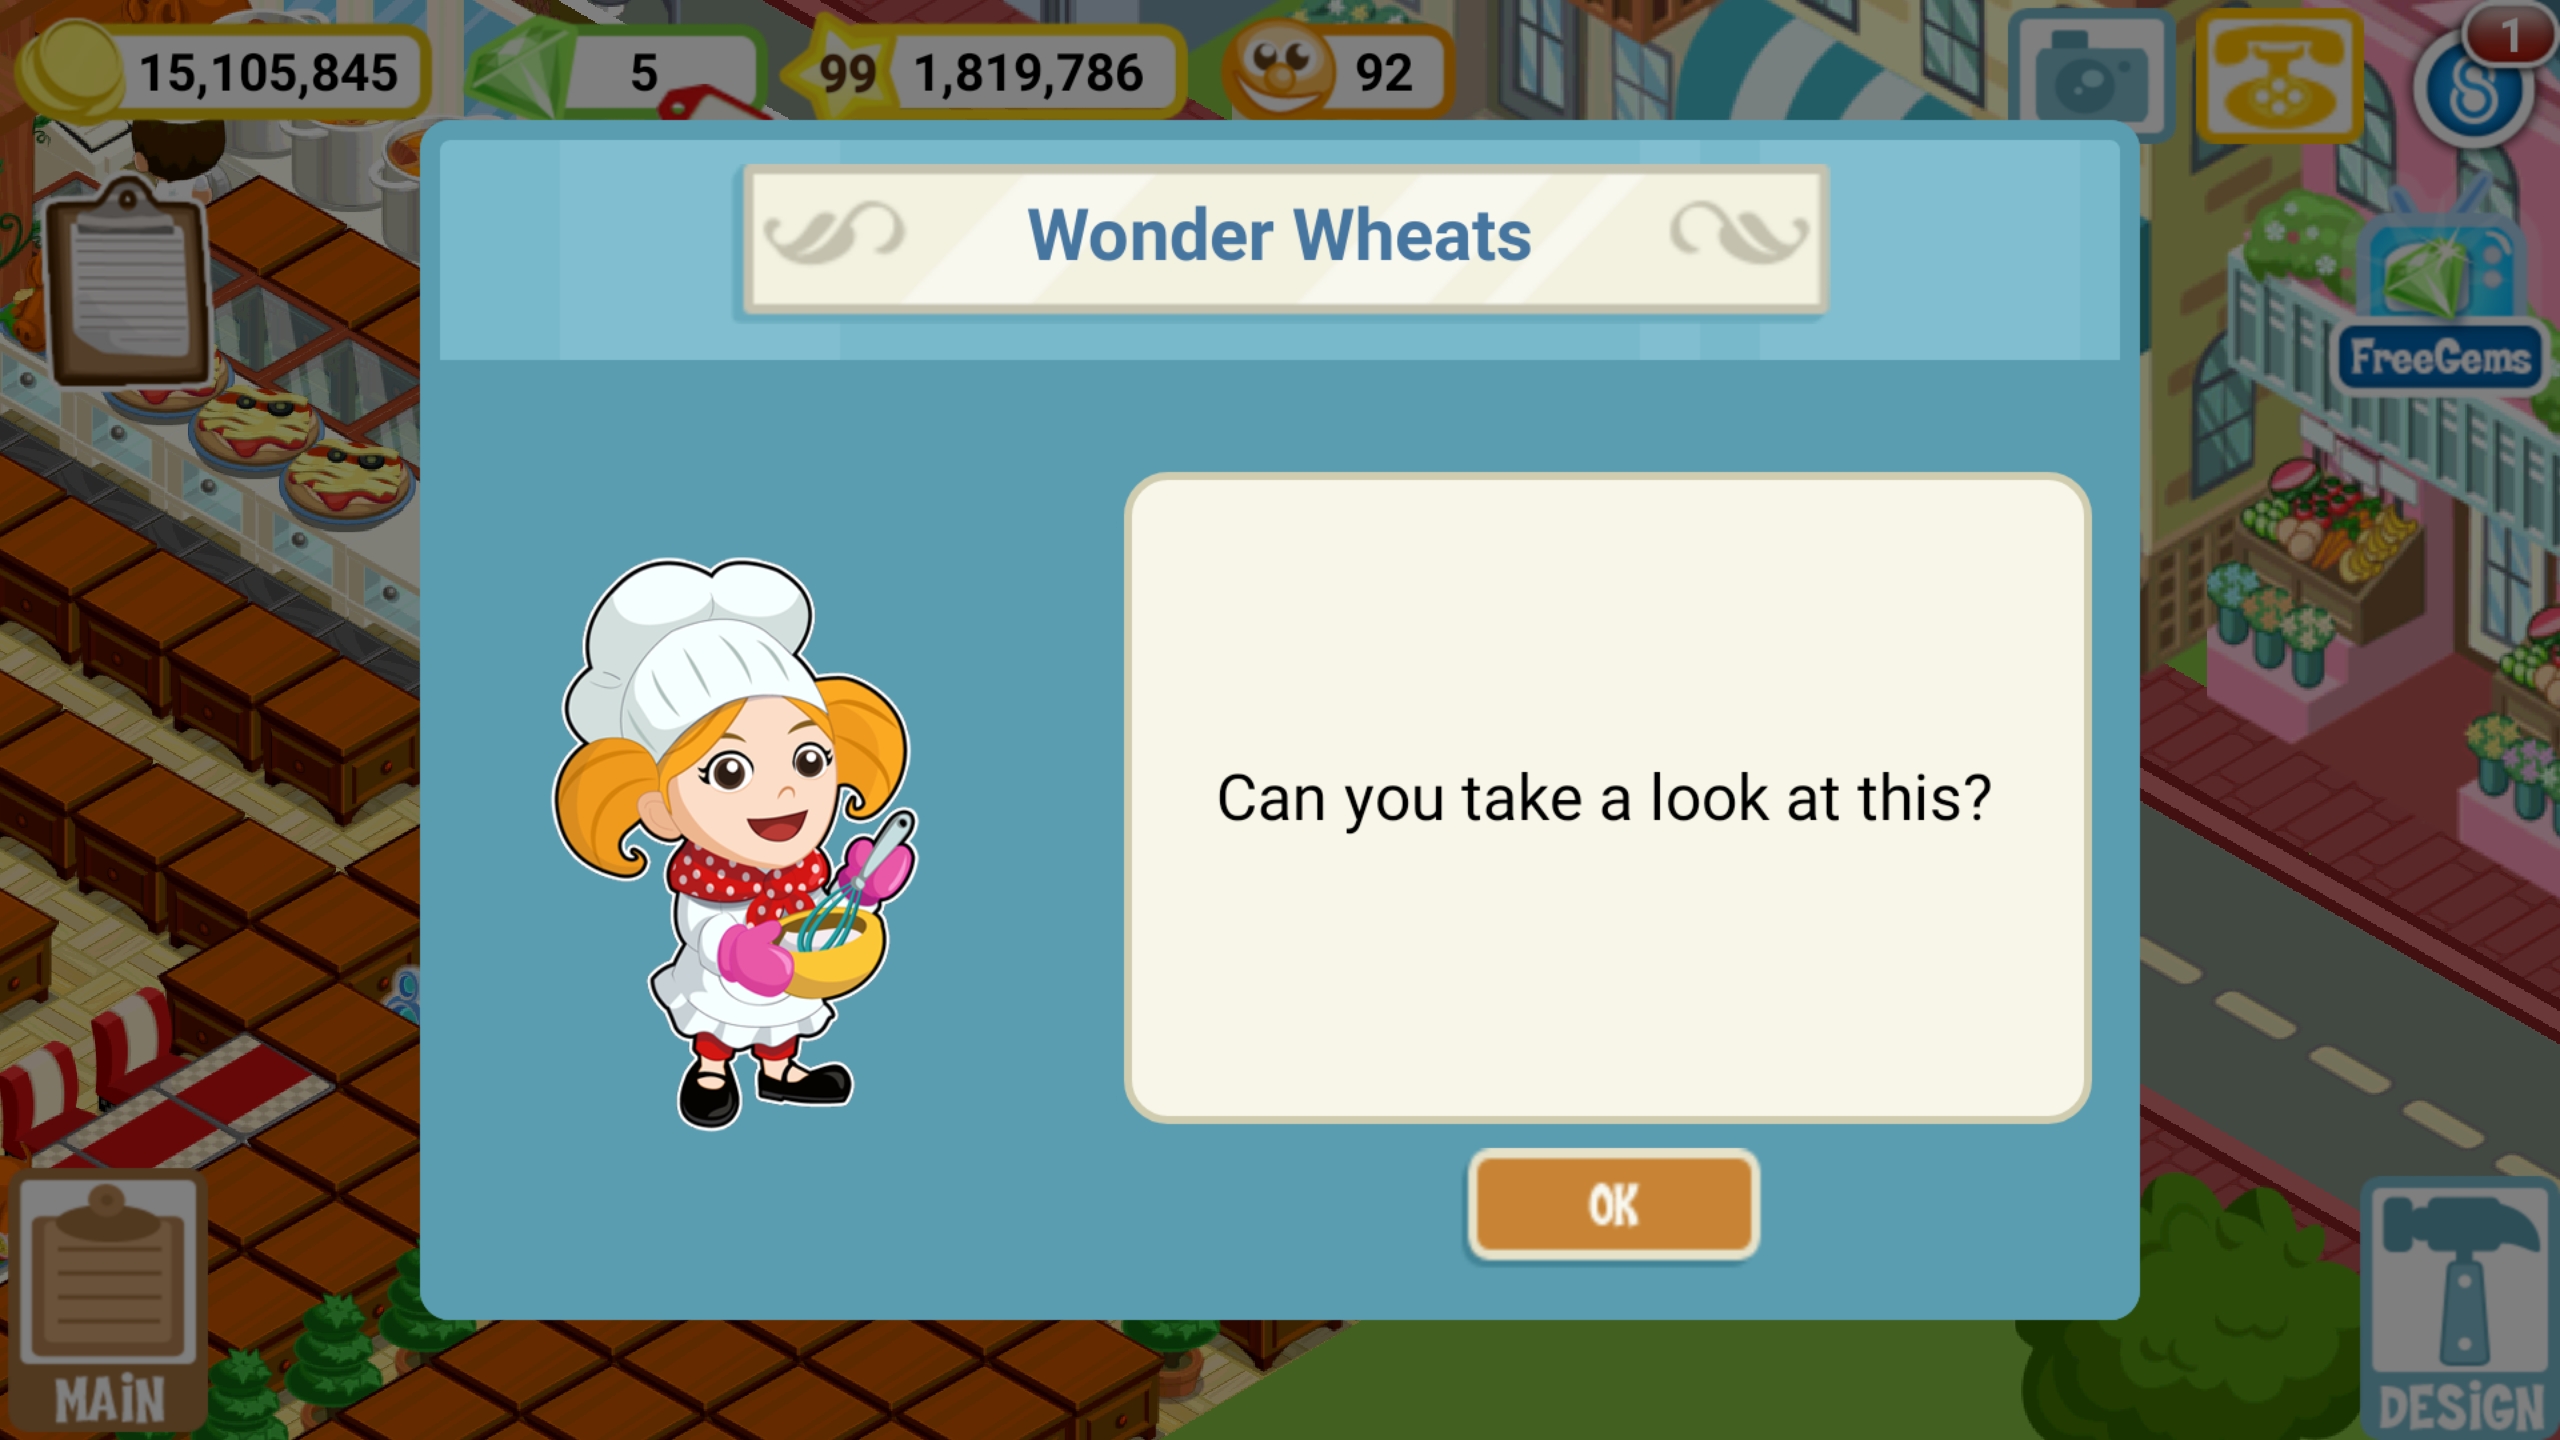 15,105,845
5
99 1,819,786
92
1
Wonder Wheats
FreeGems
Can you take a look at this?
OK
MAiN
DESiGN